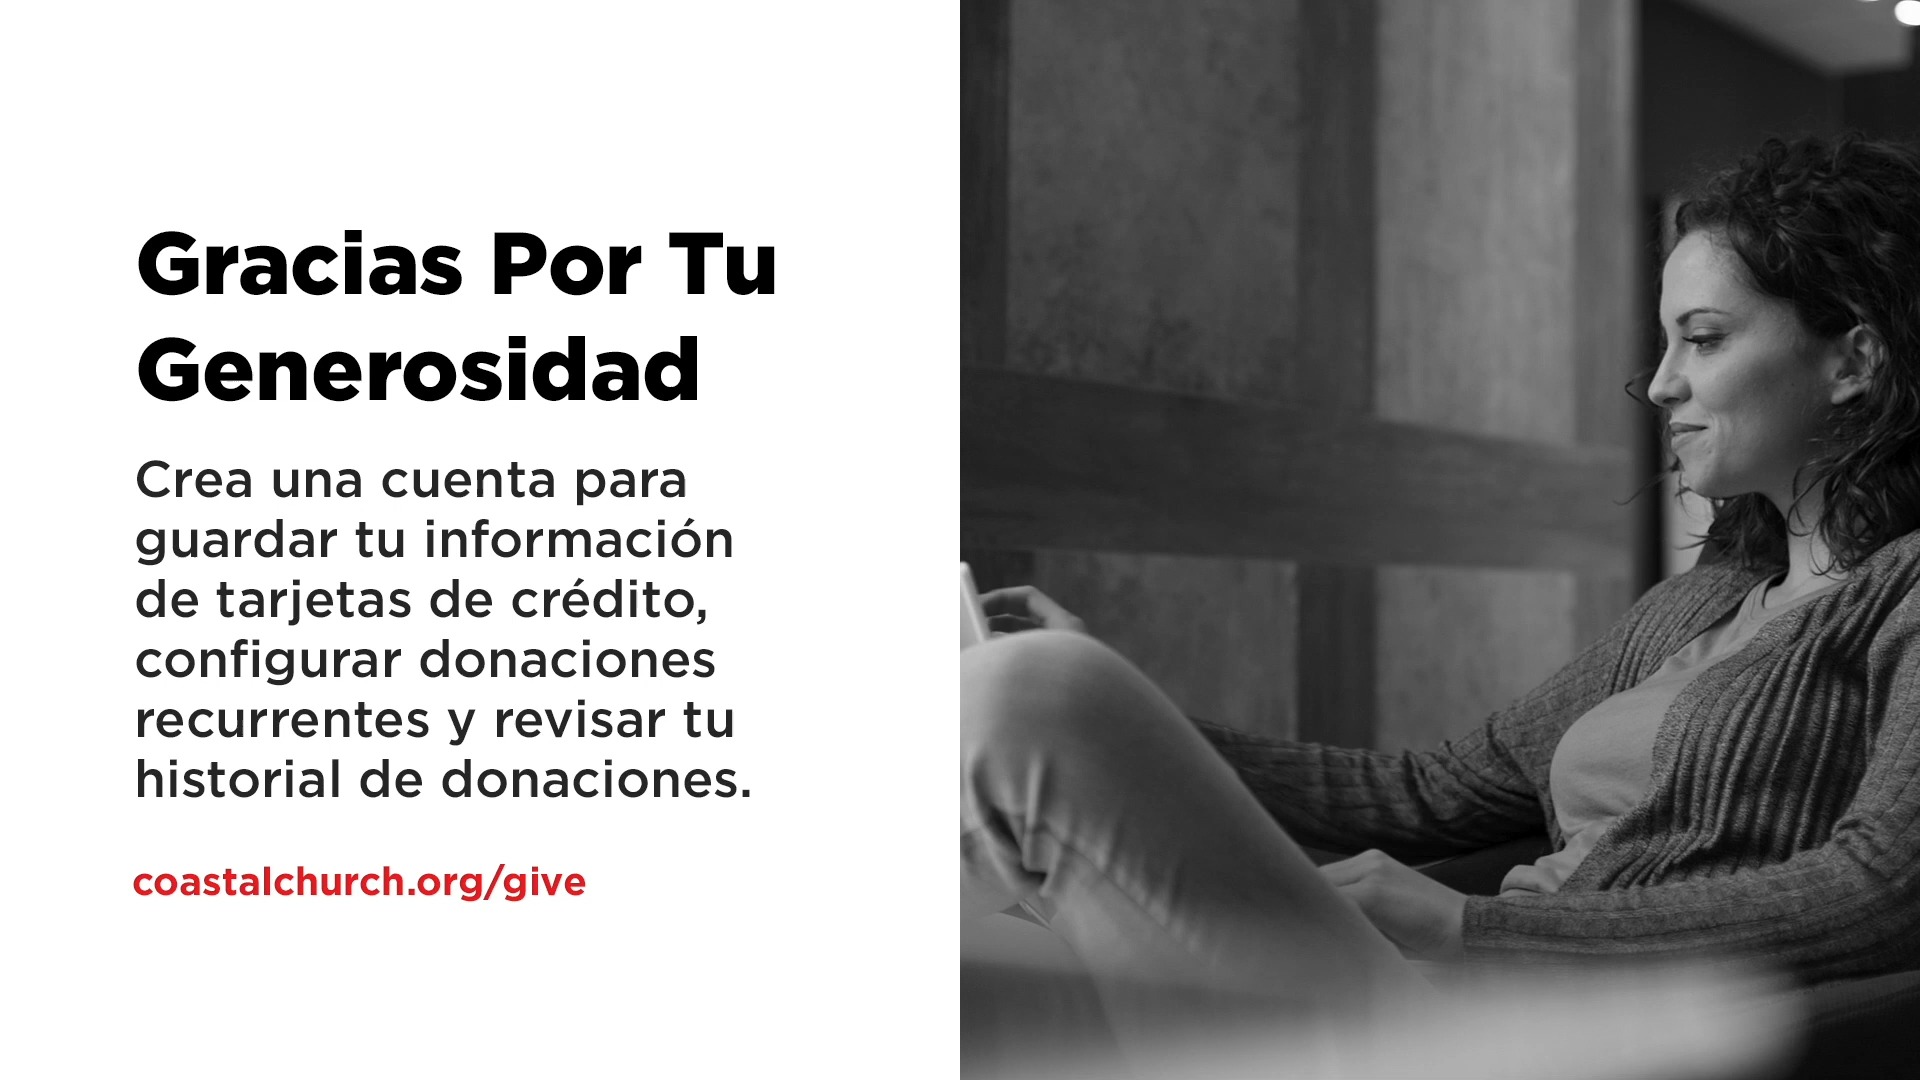 Gracias Por Tu
Generosidad
Crea una cuenta para
guardar tu información
de tarjetas de crédito,
configurar donaciones
recurrentes y revisar tu
historial de donaciones.
coastalchurch.org/give